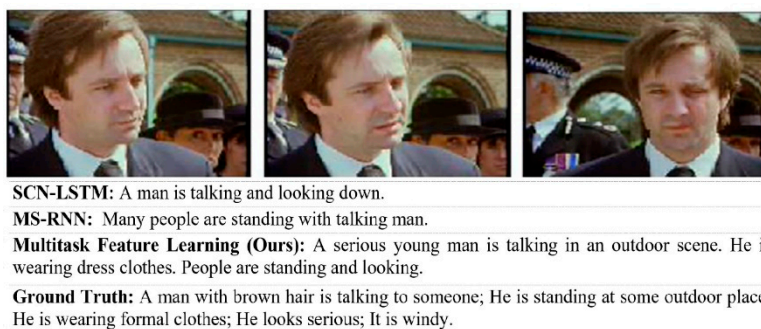 SCN-LSTM: A man is talking and looking down.
MS-RNN: Many people are standing with talking man.
Multitask Feature Learning (Ours): A serious young man is talking in an outdoor scene. He i
wearing dress clothes. People are standing and looking.
Ground Truth: A man with brown hair is talking to someone; He is standing at some outdoor place
He is wearing formal clothes; He looks serious; It is windy.